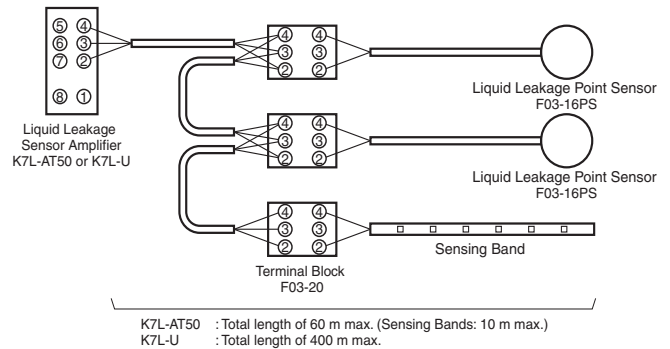 ⑤ ④ ④ ④
⑥ ③ ③ ③
⑦ ② ② ②
⑧ ①
Liquid Leakage Point Sensor
F03-16PS
Liquid Leakage
Sensor Amplifier
K7L-AT50 or K7L-U
④ ④
③ ③
② ②
Liquid Leakage Point Sensor
F03-16PS
④ ④
③ ③
② ②
Sensing Band
Terminal Block
F03-20
K7L-AT50 : Total length of 60 m max. (Sensing Bands: 10 m max.)
K7L-U : Total length of 400 m max.